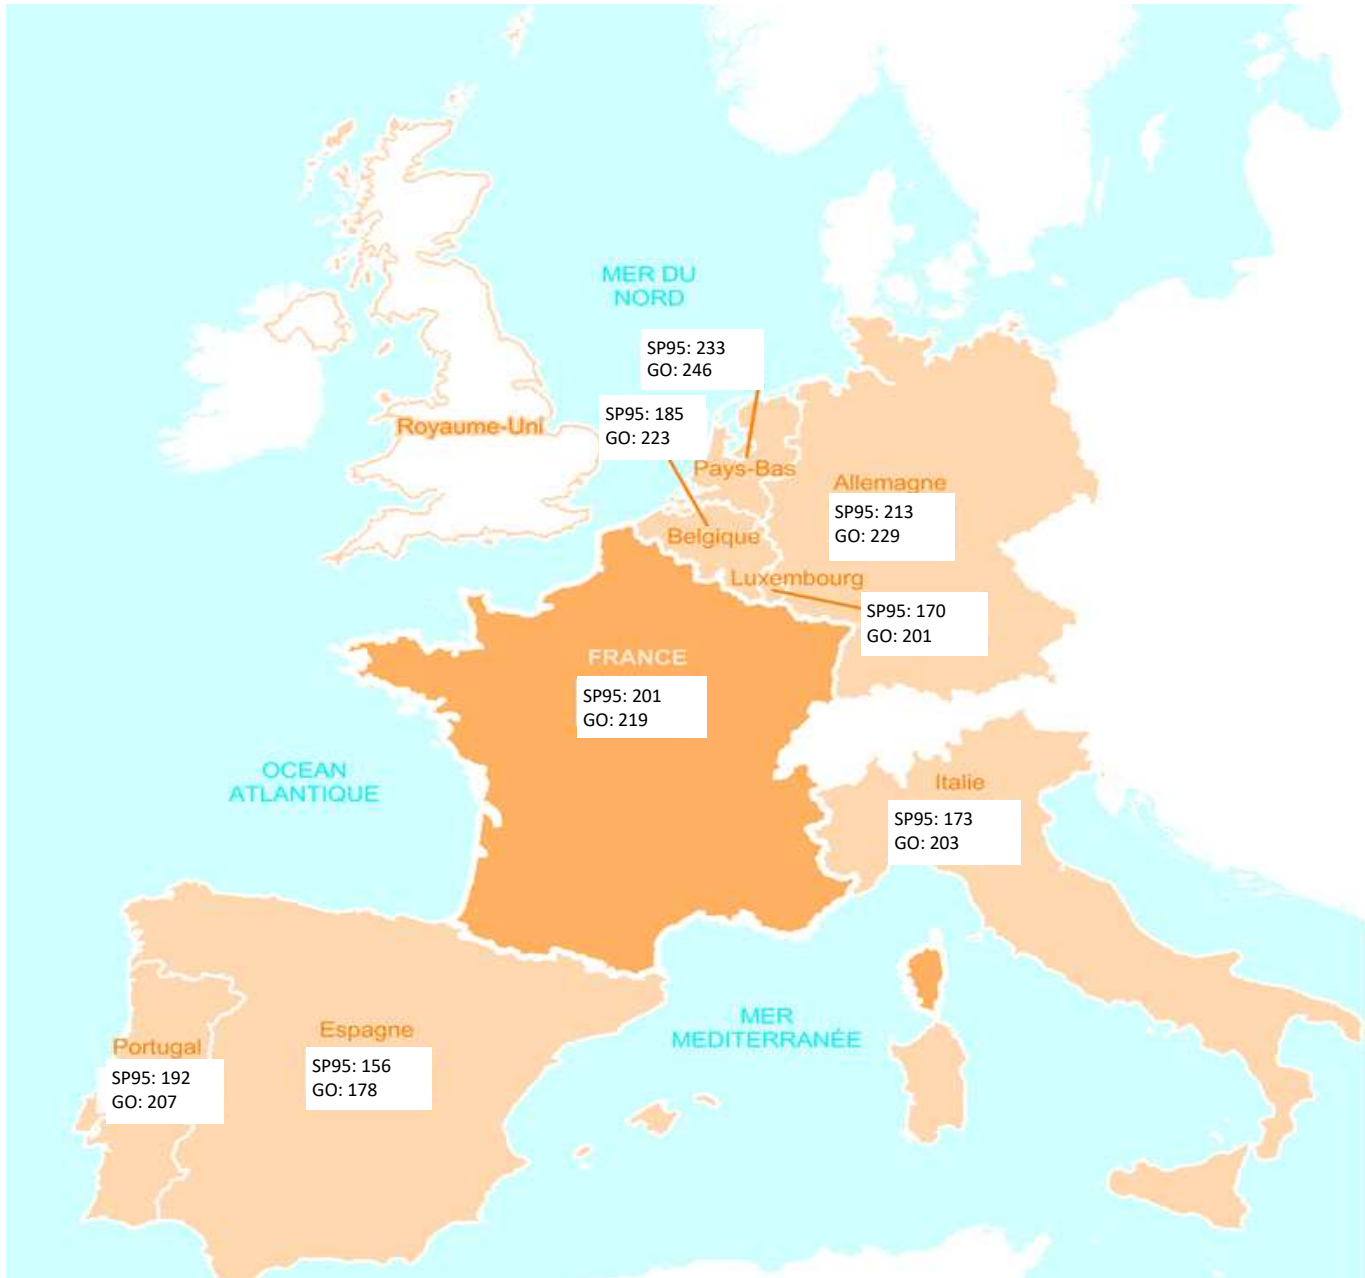 MER DU
NORD
SP95: 233
GO: 246
SP95: 185
GO: 223
Royaume-Uni
Pays-Bas
Allemagne
SP95: 213
GO: 229
Belgique
Luxembourg
SP95: 170
GO: 201
FRANCE
SP95: 201
GO: 219
OCEAN
ATLANTIQUE
Italie
SP95: 173
GO: 203
MER
MEDITERRANÉE
Espagne
SP95: 156
GO: 178
Portugal
SP95: 192
GO: 207